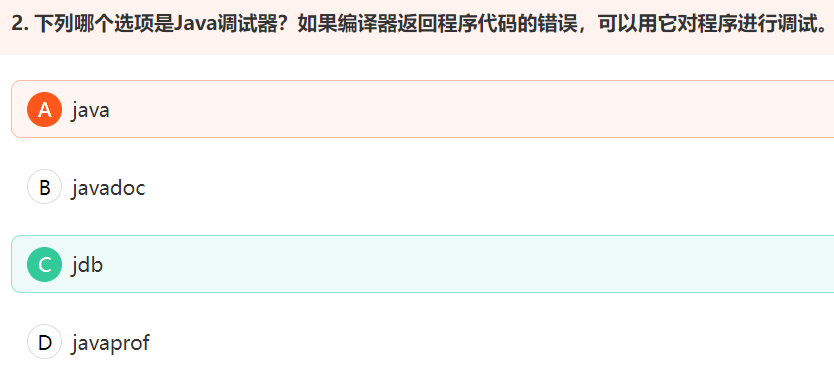 2. 下列哪个选项是Java调试器？如果编译器返回程序代码的错误，可以用它对程序进行调试。
A java
B javadoc
C jdb
D javaprof